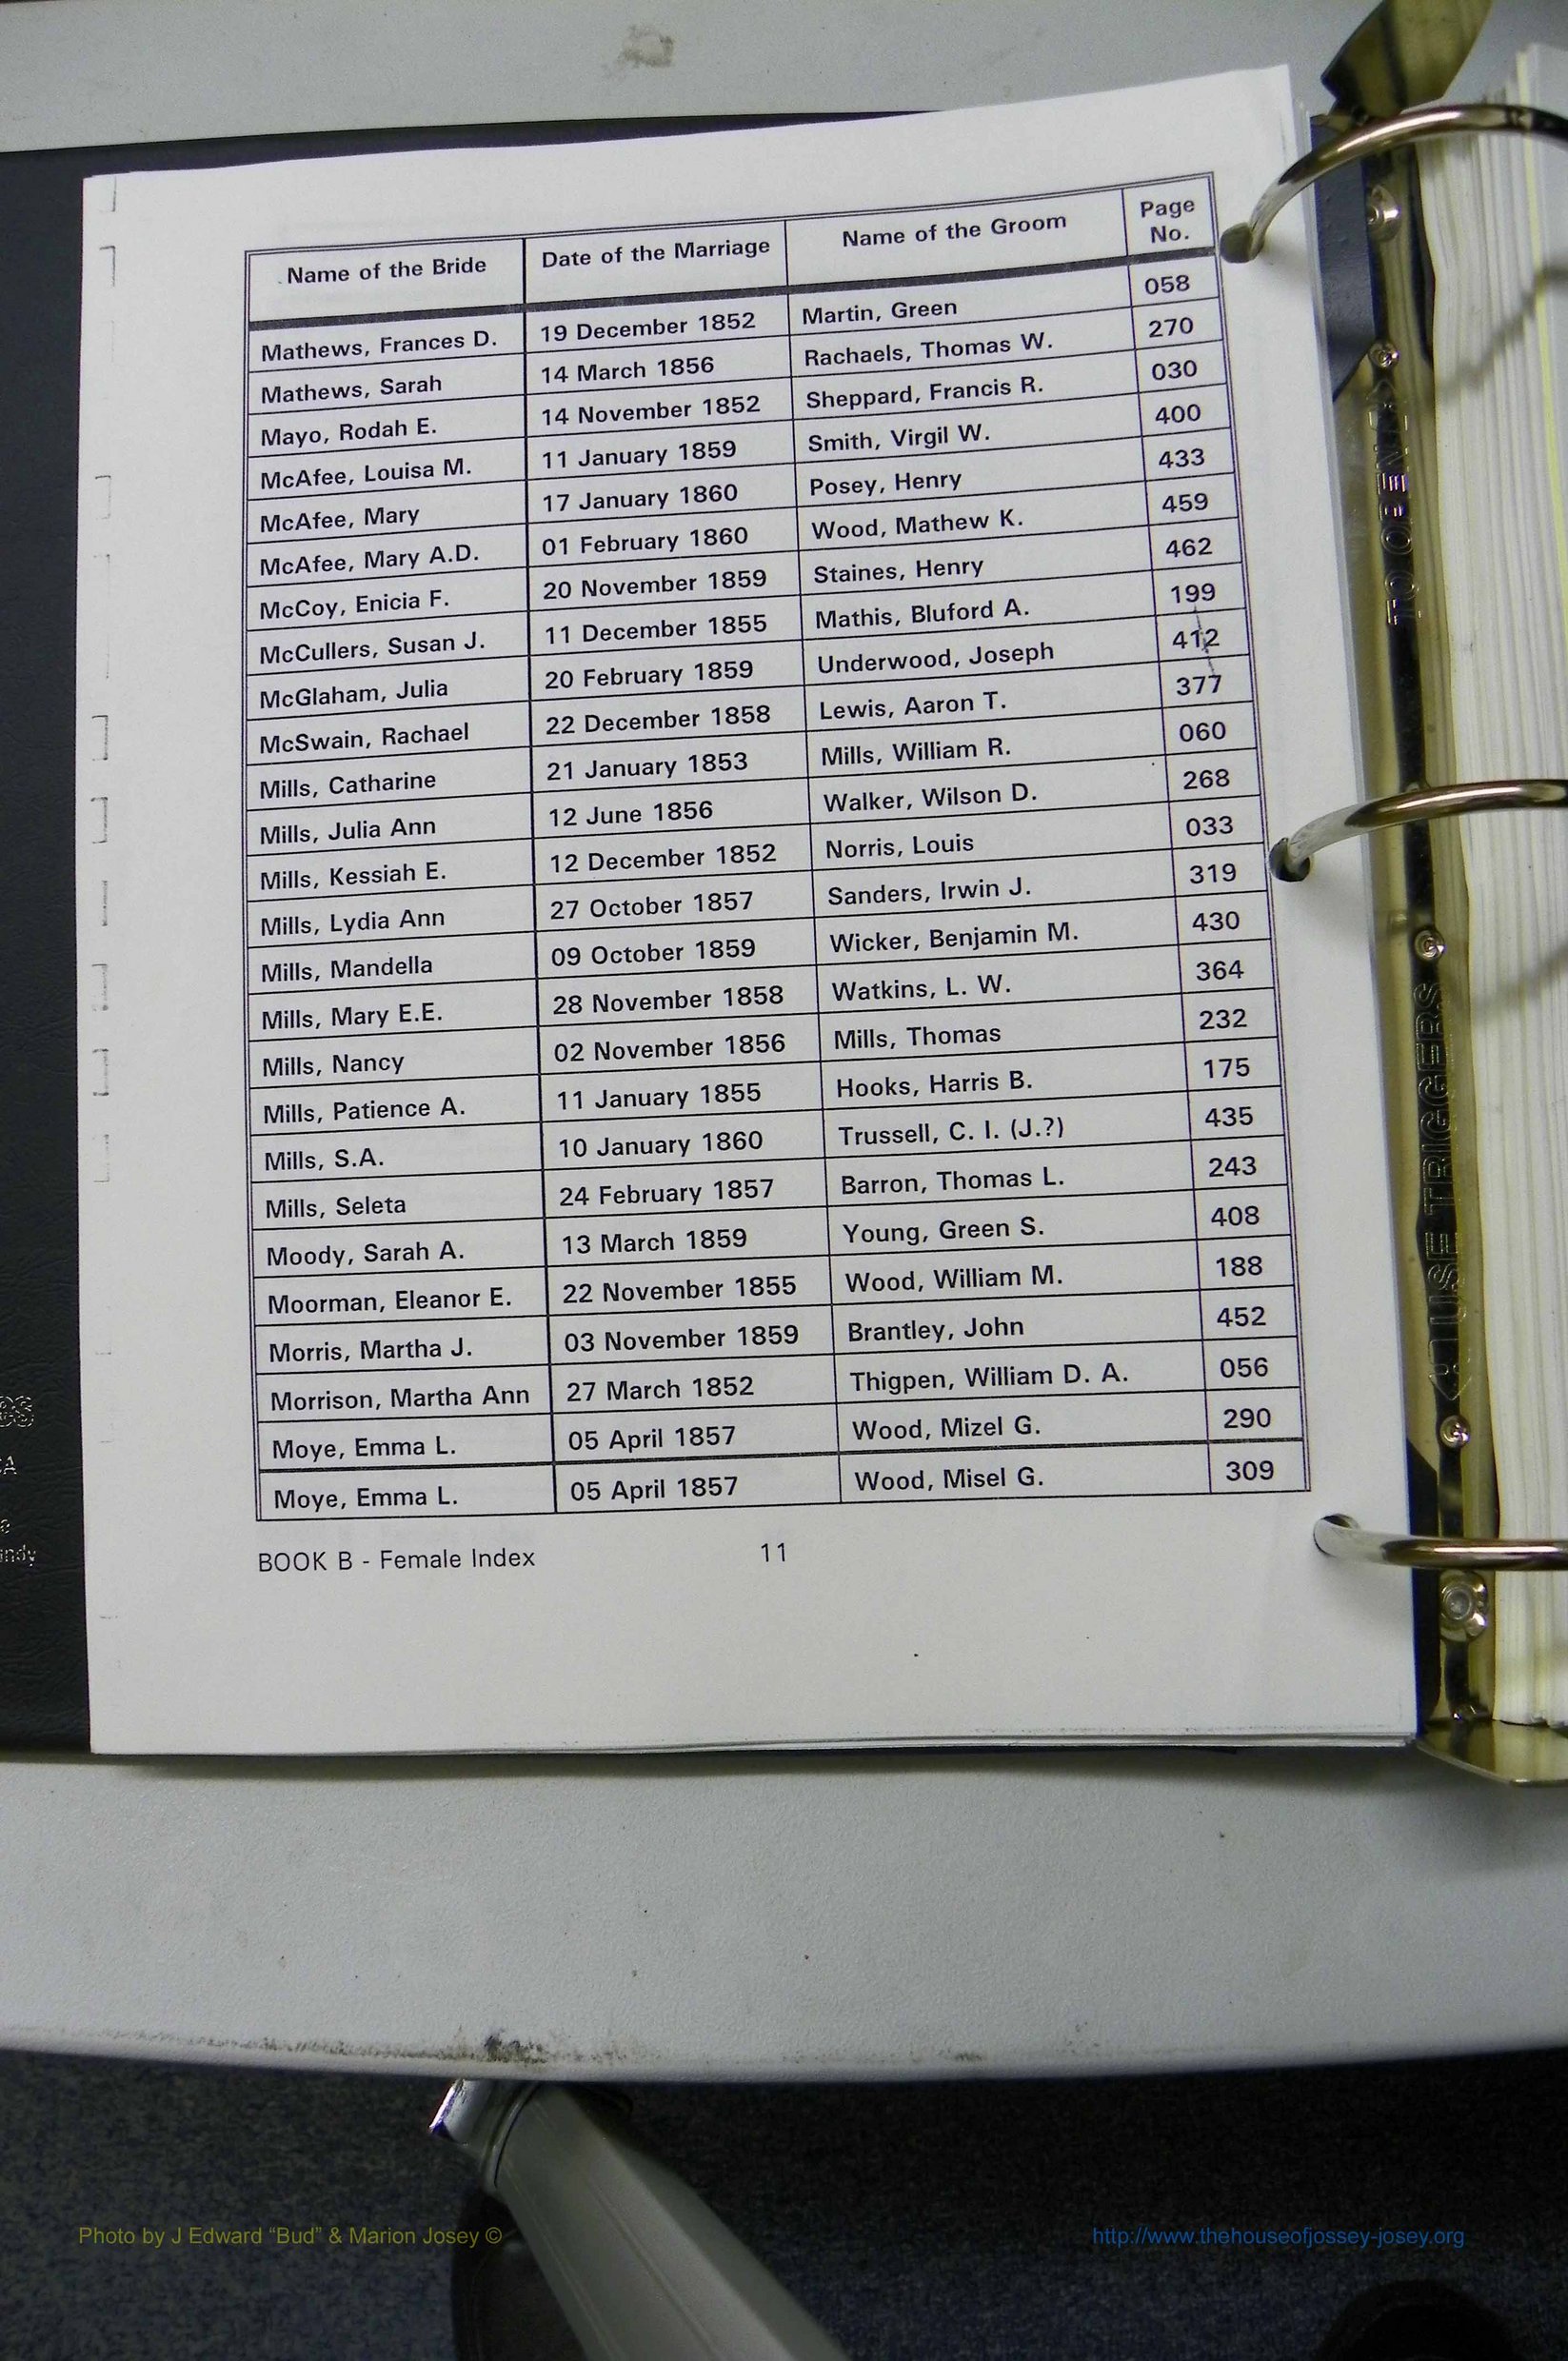 Name of the Bride Date of the Marriage Name of the Groom Page No.
Mathews, Frances D. 19 December 1852 Martin, Green 058
Mathews, Sarah 14 March 1856 Rachaels, Thomas W. 270
Mayo, Rodah E. 14 November 1852 Sheppard, Francis R. 030
McAfee, Louisa M. 11 January 1859 Smith, Virgil W. 400
McAfee, Mary 17 January 1860 Posey, Henry 433
McAfee, Mary A.D. 01 February 1860 Wood, Mathew K. 459
McCoy, Enicia F. 20 November 1859 Staines, Henry 462
McCullers, Susan J. 11 December 1855 Mathis, Bluford A. 199
McGlaham, Julia 20 February 1859 Underwood, Joseph 412
McSwain, Rachael 22 December 1858 Lewis, Aaron T. 377
Mills, Catharine 21 January 1853 Mills, William R. 060
Mills, Julia Ann 12 June 1856 Walker, Wilson D. 268
Mills, Kessiah E. 12 December 1852 Norris, Louis 033
Mills, Lydia Ann 27 October 1857 Sanders, Irwin J. 319
Mills, Mandella 09 October 1859 Wicker, Benjamin M. 430
Mills, Mary E.E. 28 November 1858 Watkins, L. W. 364
Mills, Nancy 02 November 1856 Mills, Thomas 232
Mills, Patience A. 11 January 1855 Hooks, Harris B. 175
Mills, S.A. 10 January 1860 Trussell, C. I. (J.?) 435
Mills, Seleta 24 February 1857 Barron, Thomas L. 243
Moody, Sarah A. 13 March 1859 Young, Green S. 408
Moorman, Eleanor E. 22 November 1855 Wood, William M. 188
Morris, Martha J. 03 November 1859 Brantley, John 452
Morrison, Martha Ann 27 March 1852 Thigpen, William D. A. 056
Moye, Emma L. 05 April 1857 Wood, Mizel G. 290
Moye, Emma L. 05 April 1857 Wood, Misel G. 309
BOOK B - Female Index 11
USE TRIGGERS TO OPEN
Photo by J Edward “Bud” & Marion Josey ©
http://www.thehouseofjossey-josey.org